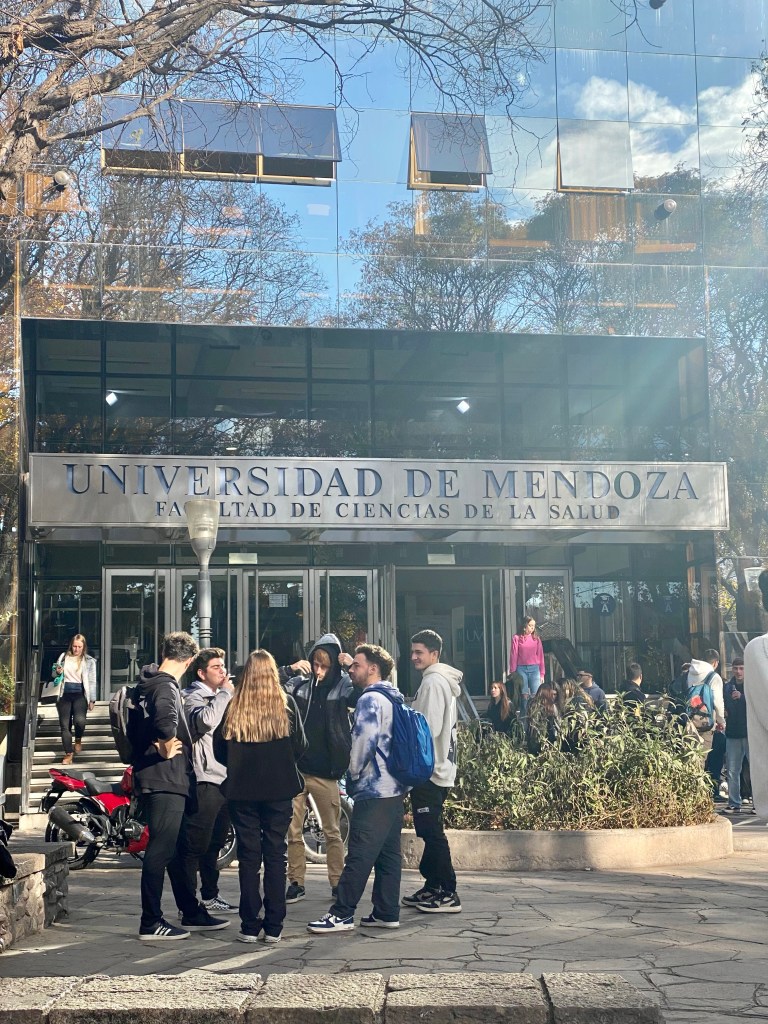 UNIVERSIDAD DE MENDOZA
FACULTAD DE CIENCIAS DE LA SALUD